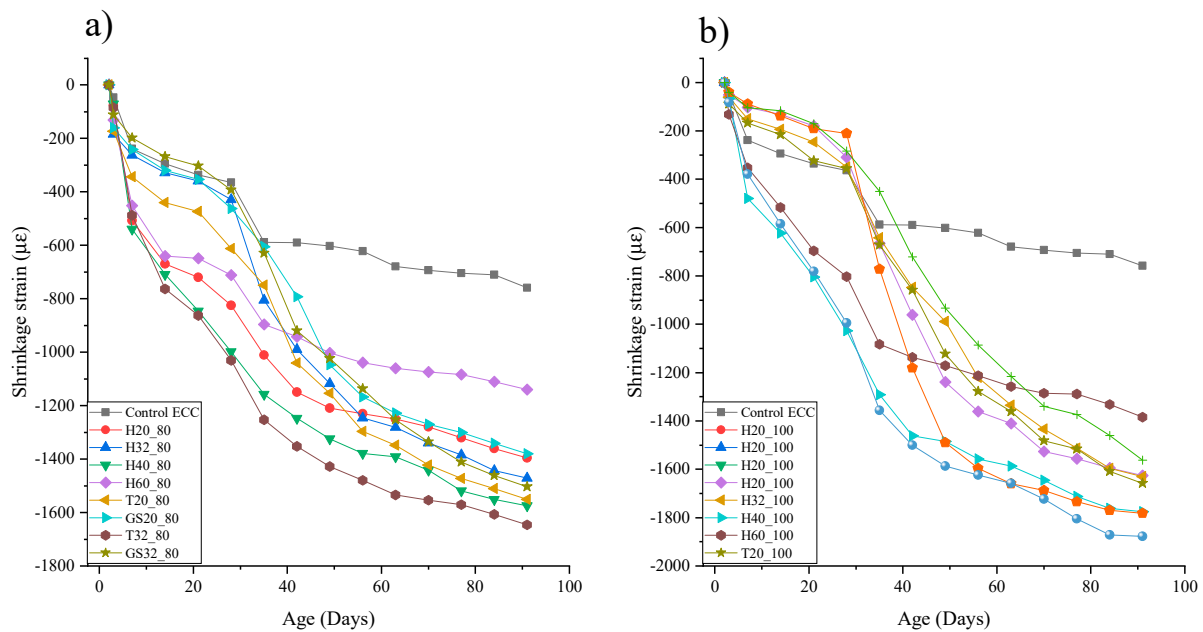 a)
0
-200
-400
-600
-800
-1000
-1200
-1400
-1600
-1800
0
20
40
60
80
100
Shrinkage strain (με)
Age (Days)
Control ECC
H20_80
H32_80
H40_80
H60_80
T20_80
GS20_80
T32_80
GS32_80
b)
0
-200
-400
-600
-800
-1000
-1200
-1400
-1600
-1800
-2000
0
20
40
60
80
100
Shrinkage strain (με)
Age (Days)
Control ECC
H20_100
H20_100
H20_100
H20_100
H32_100
H40_100
H60_100
T20_100